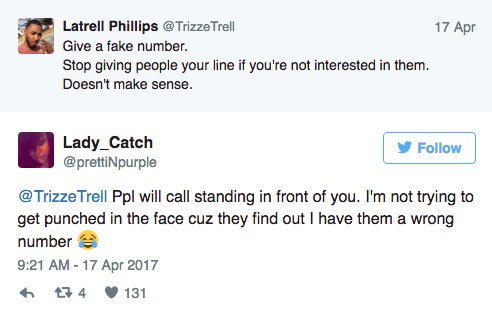 Latrell Phillips @TrizzeTrell 17 Apr
Give a fake number.
Stop giving people your line if you're not interested in them.
Doesn't make sense.
Lady_Catch
@prettiNpurple
Follow
@TrizzeTrell Ppl will call standing in front of you. I'm not trying to
get punched in the face cuz they find out I have them a wrong
number 😂
9:21 AM - 17 Apr 2017
4 131